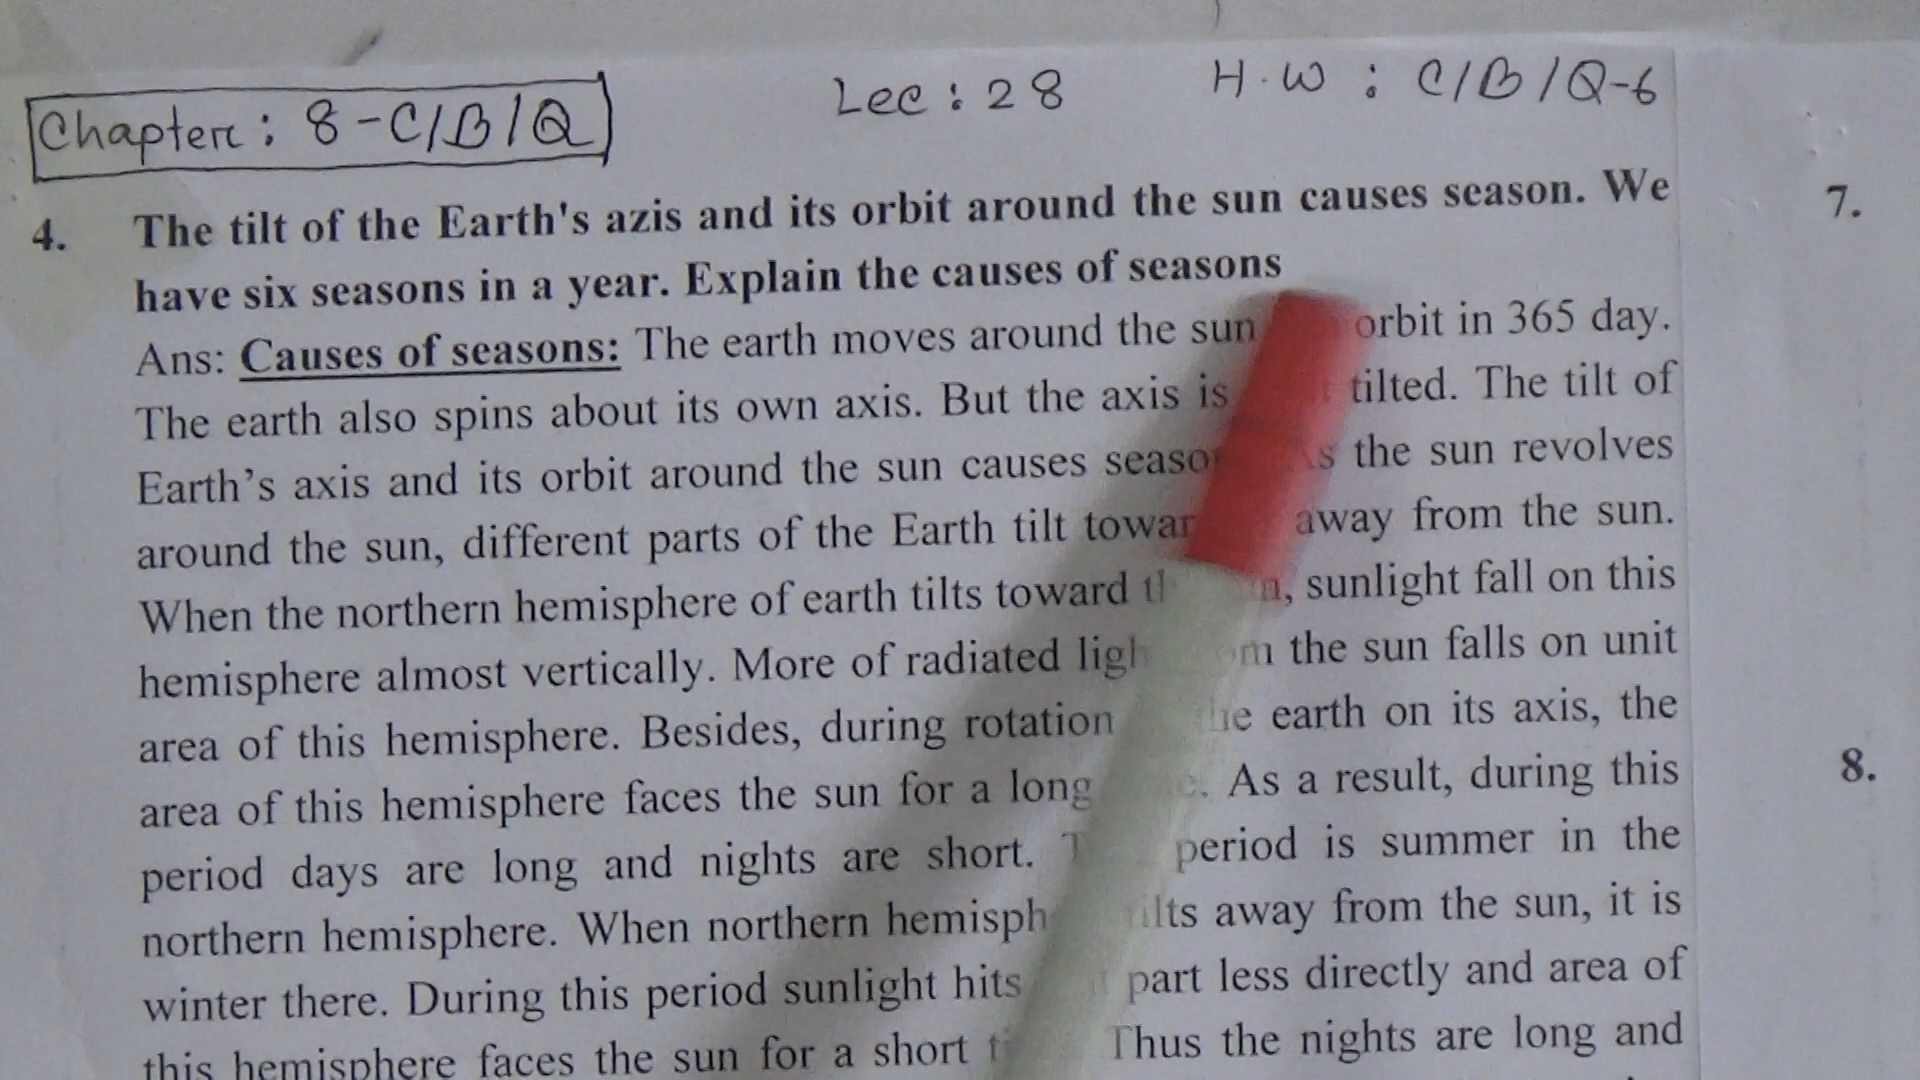 Chapter: 8-C/B/Q
Lec: 28
H.W: C/B/Q-6
4. The tilt of the Earth's azis and its orbit around the sun causes season. We
have six seasons in a year. Explain the causes of seasons
Ans: Causes of seasons: The earth moves around the sun orbit in 365 day.
The earth also spins about its own axis. But the axis is tilted. The tilt of
Earth's axis and its orbit around the sun causes the sun revolves
around the sun, different parts of the Earth tilt away from the sun.
When the northern hemisphere of earth tilts toward sunlight fall on this
hemisphere almost vertically. More of radiated the sun falls on unit
area of this hemisphere. Besides, during rotation earth on its axis, the
area of this hemisphere faces the sun for a long As a result, during this
period days are long and nights are short. period is summer in the
northern hemisphere. When northern away from the sun, it is
winter there. During this period sunlight hits part less directly and area of
this hemisphere faces the sun for a short Thus the nights are long and
7.
8.